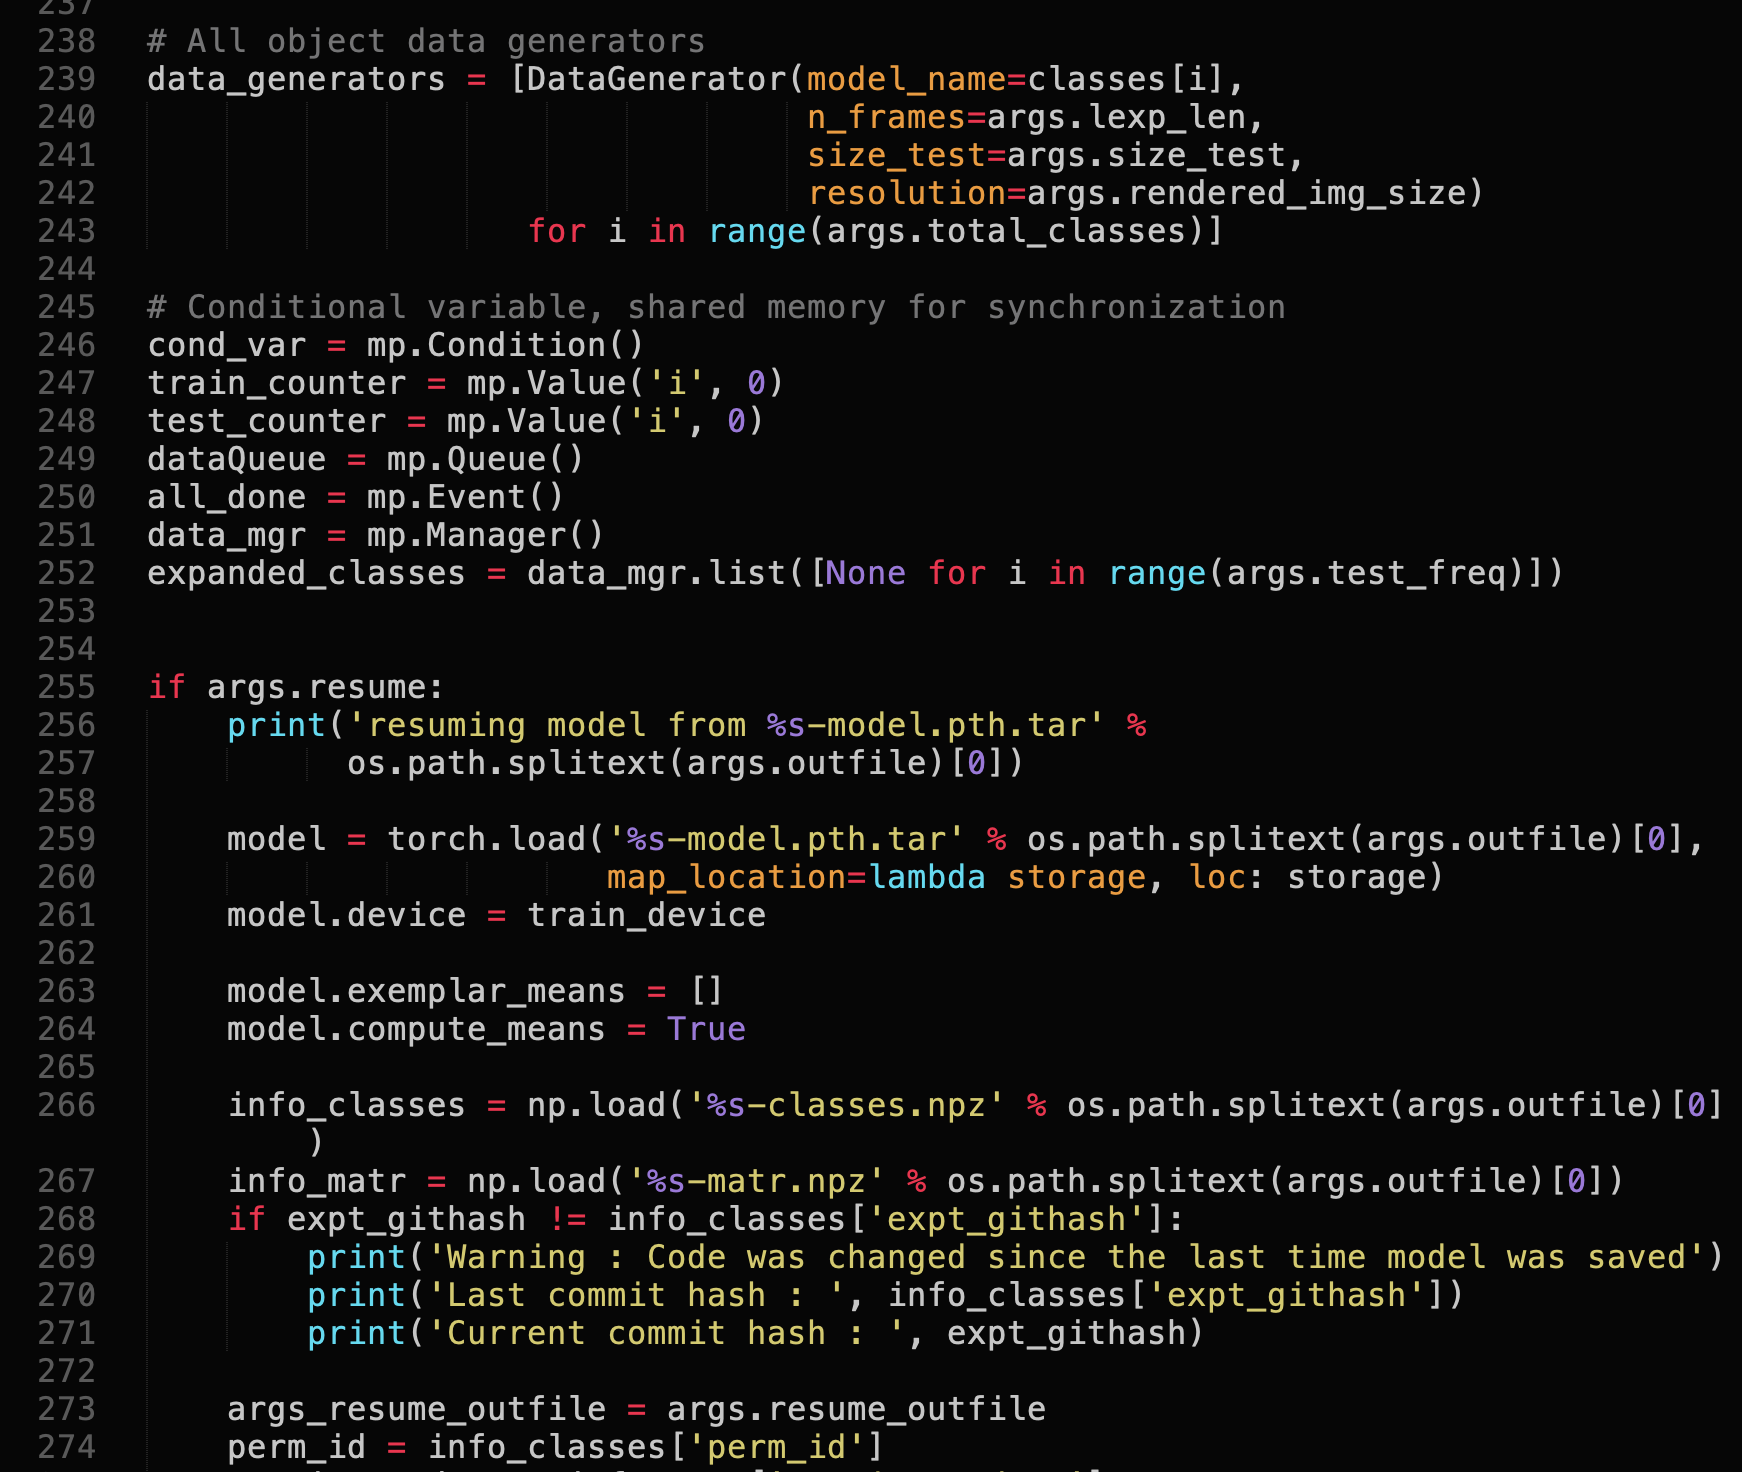 237
238 # All object data generators
239 data_generators = [DataGenerator(model_name=classes[i],
240 n_frames=args.lexp_len,
241 size_test=args.size_test,
242 resolution=args.rendered_img_size)
243 for i in range(args.total_classes)]
244
245 # Conditional variable, shared memory for synchronization
246 cond_var = mp.Condition()
247 train_counter = mp.Value('i', 0)
248 test_counter = mp.Value('i', 0)
249 dataQueue = mp.Queue()
250 all_done = mp.Event()
251 data_mgr = mp.Manager()
252 expanded_classes = data_mgr.list([None for i in range(args.test_freq)])
253
254
255 if args.resume:
256 print('resuming model from %s-model.pth.tar' %
257 os.path.splitext(args.outfile)[0])
258
259 model = torch.load('%s-model.pth.tar' % os.path.splitext(args.outfile)[0],
260 map_location=lambda storage, loc: storage)
261 model.device = train_device
262
263 model.exemplar_means = []
264 model.compute_means = True
265
266 info_classes = np.load('%s-classes.npz' % os.path.splitext(args.outfile)[0]
)
267 info_matr = np.load('%s-matr.npz' % os.path.splitext(args.outfile)[0])
268 if expt_githash != info_classes['expt_githash']:
269 print('Warning : Code was changed since the last time model was saved')
270 print('Last commit hash : ', info_classes['expt_githash'])
271 print('Current commit hash : ', expt_githash)
272
273 args_resume_outfile = args.resume_outfile
274 perm_id = info_classes['perm_id']